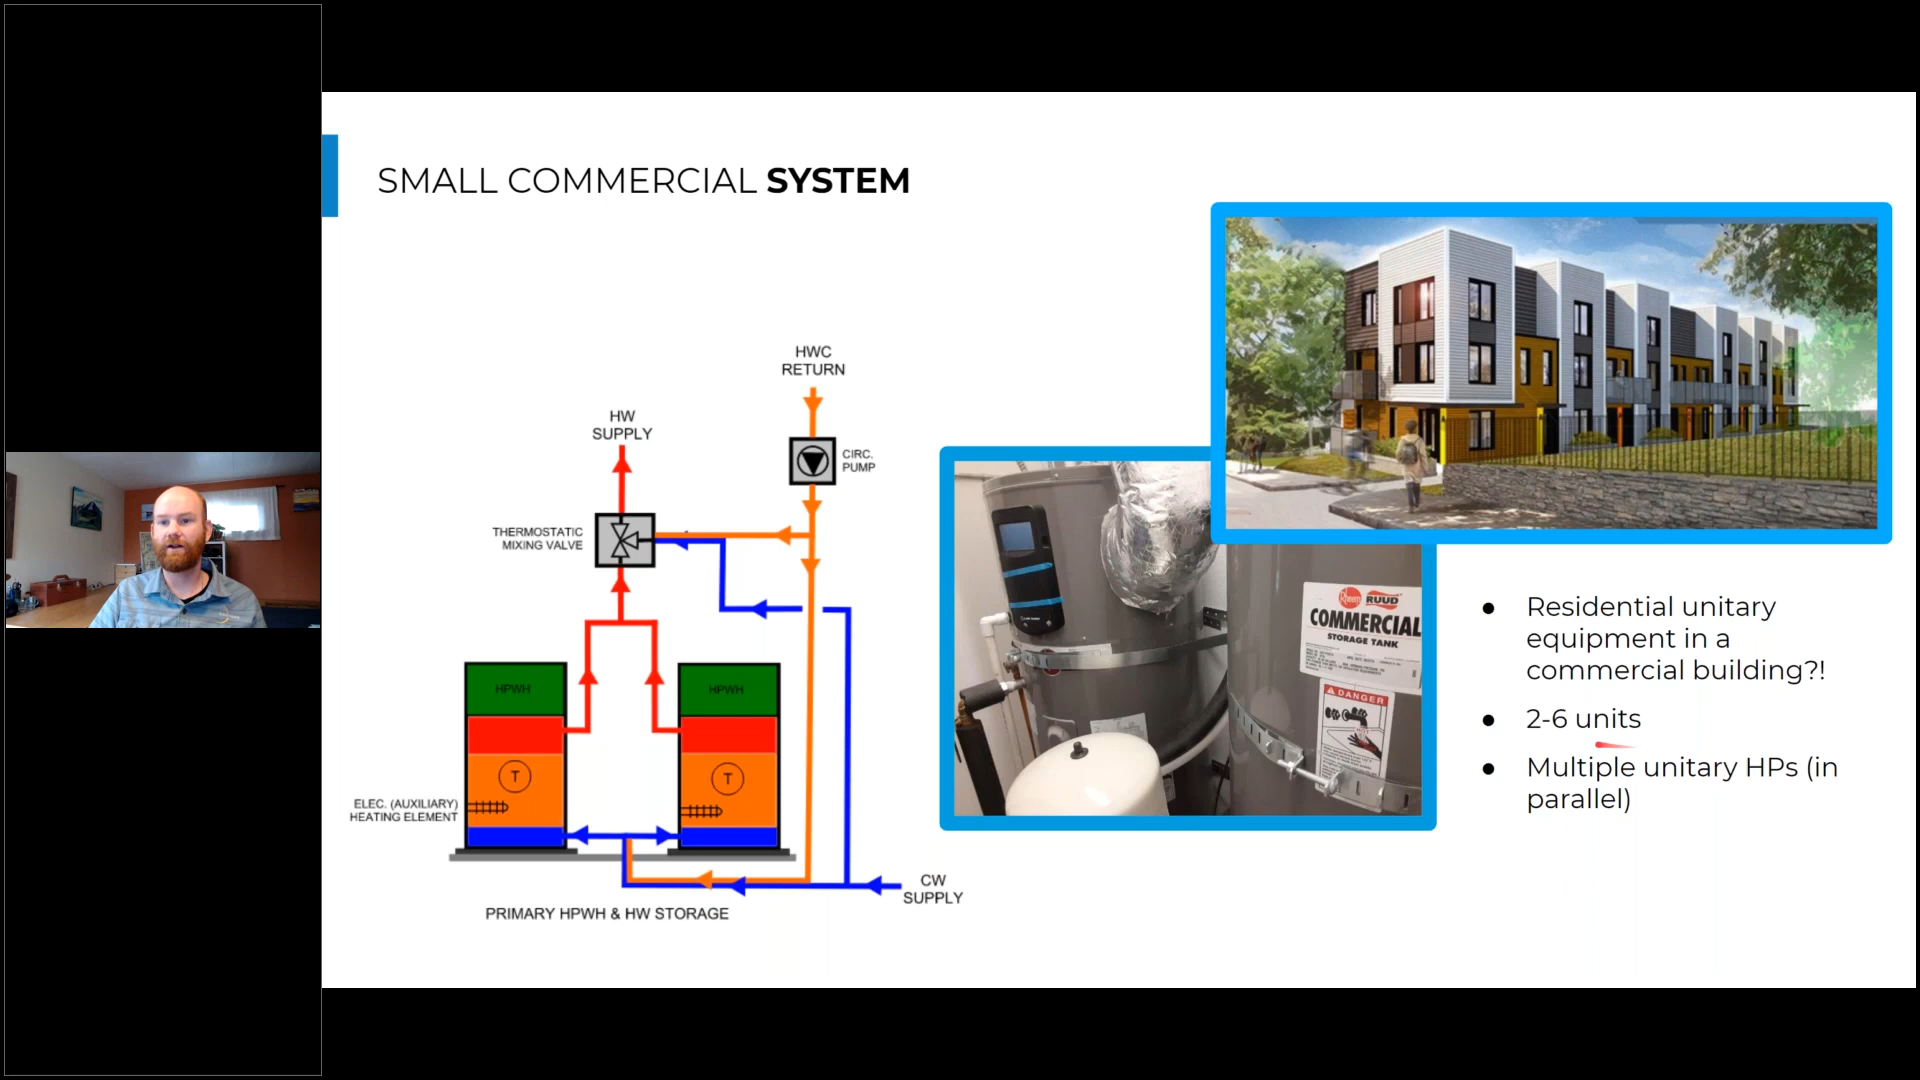 SMALL COMMERCIAL SYSTEM
HWC
RETURN
HW
SUPPLY
CIRC.
PUMP
THERMOSTATIC
MIXING VALVE
HPWH
HPWH
T
T
ELEC. (AUXILIARY)
HEATING ELEMENT
CW
SUPPLY
PRIMARY HPWH & HW STORAGE
Rheem RUUD
COMMERCIAL
STORAGE TANK
DANGER
● Residential unitary
equipment in a
commercial building?!
● 2-6 units
● Multiple unitary HPs (in
parallel)